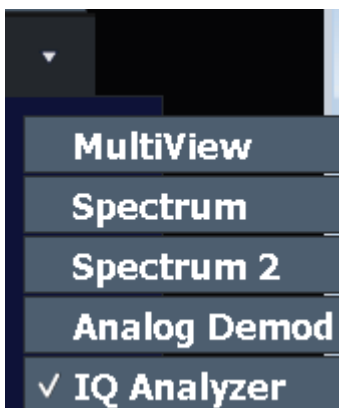 MultiView
Spectrum
Spectrum 2
Analog Demod
✓ IQ Analyzer